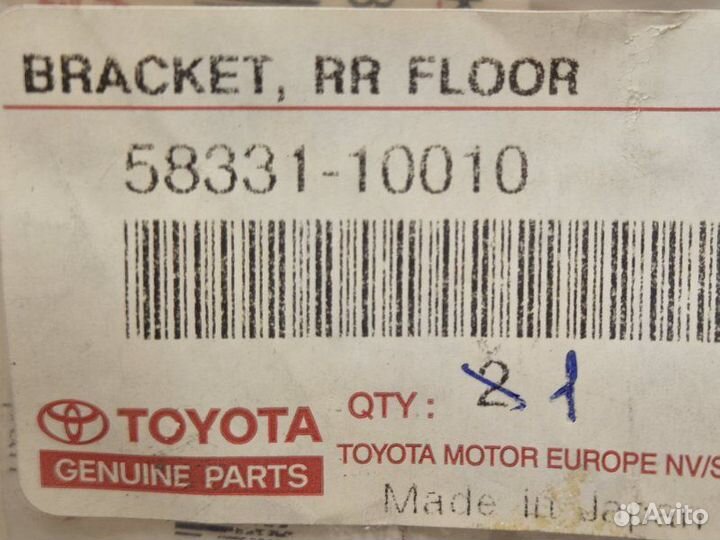 BRACKET, RR FLOOR
58331-10010
QTY: 2 1
TOYOTA
GENUINE PARTS
TOYOTA MOTOR EUROPE NV/S
Made in Japan
Avito